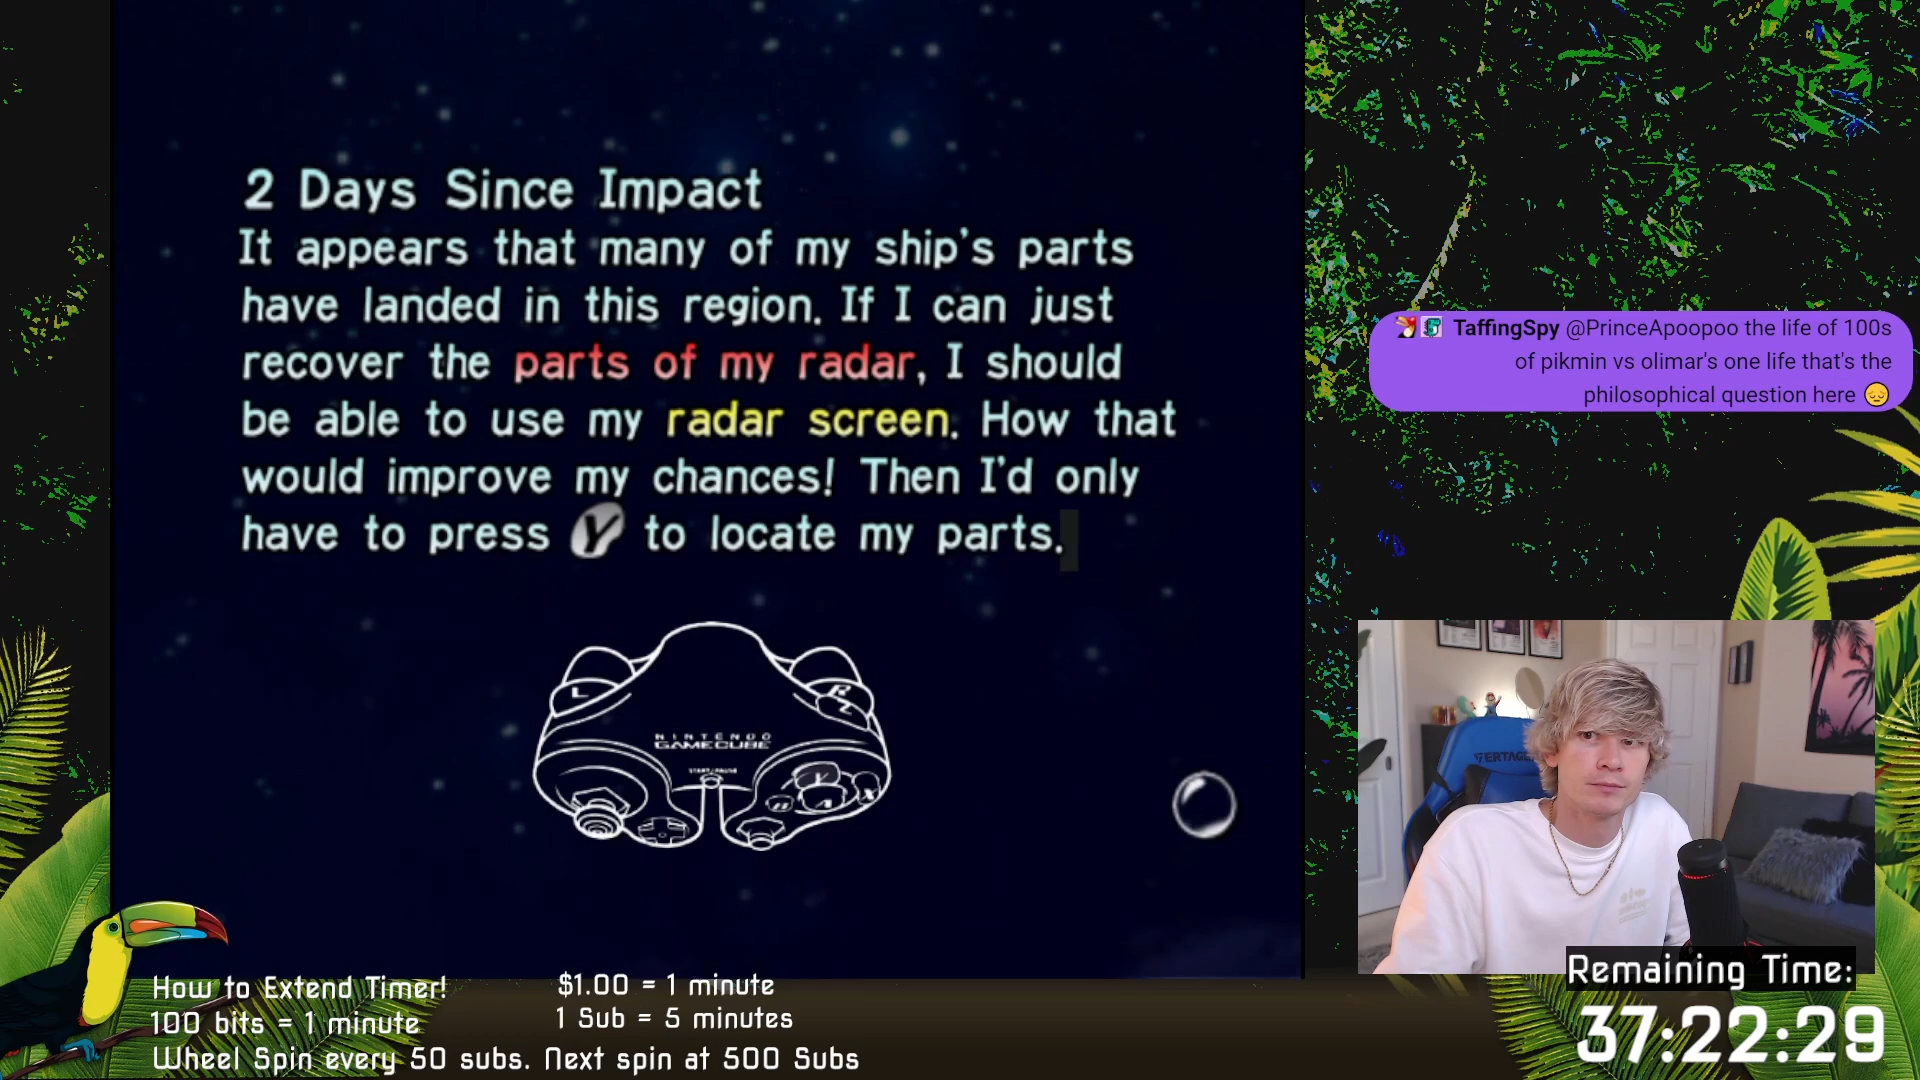 2 Days Since Impact
It appears that many of my ship's parts
have landed in this region. If I can just
recover the parts of my radar, I should
be able to use my radar screen. How that
would improve my chances! Then I'd only
have to press Y to locate my parts.
L
R
Z
NINTENDO
GAMECUBE
START/PAUSE
Y
B
A
X
TaffingSpy @PrinceApoopoo the life of 100s
of pikmin vs olimar's one life that's the
philosophical question here 😔
VERTAGE
Remaining Time:
37:22:29
How to Extend Timer!
100 bits = 1 minute
$1.00 = 1 minute
1 Sub = 5 minutes
Wheel Spin every 50 subs. Next spin at 500 Subs